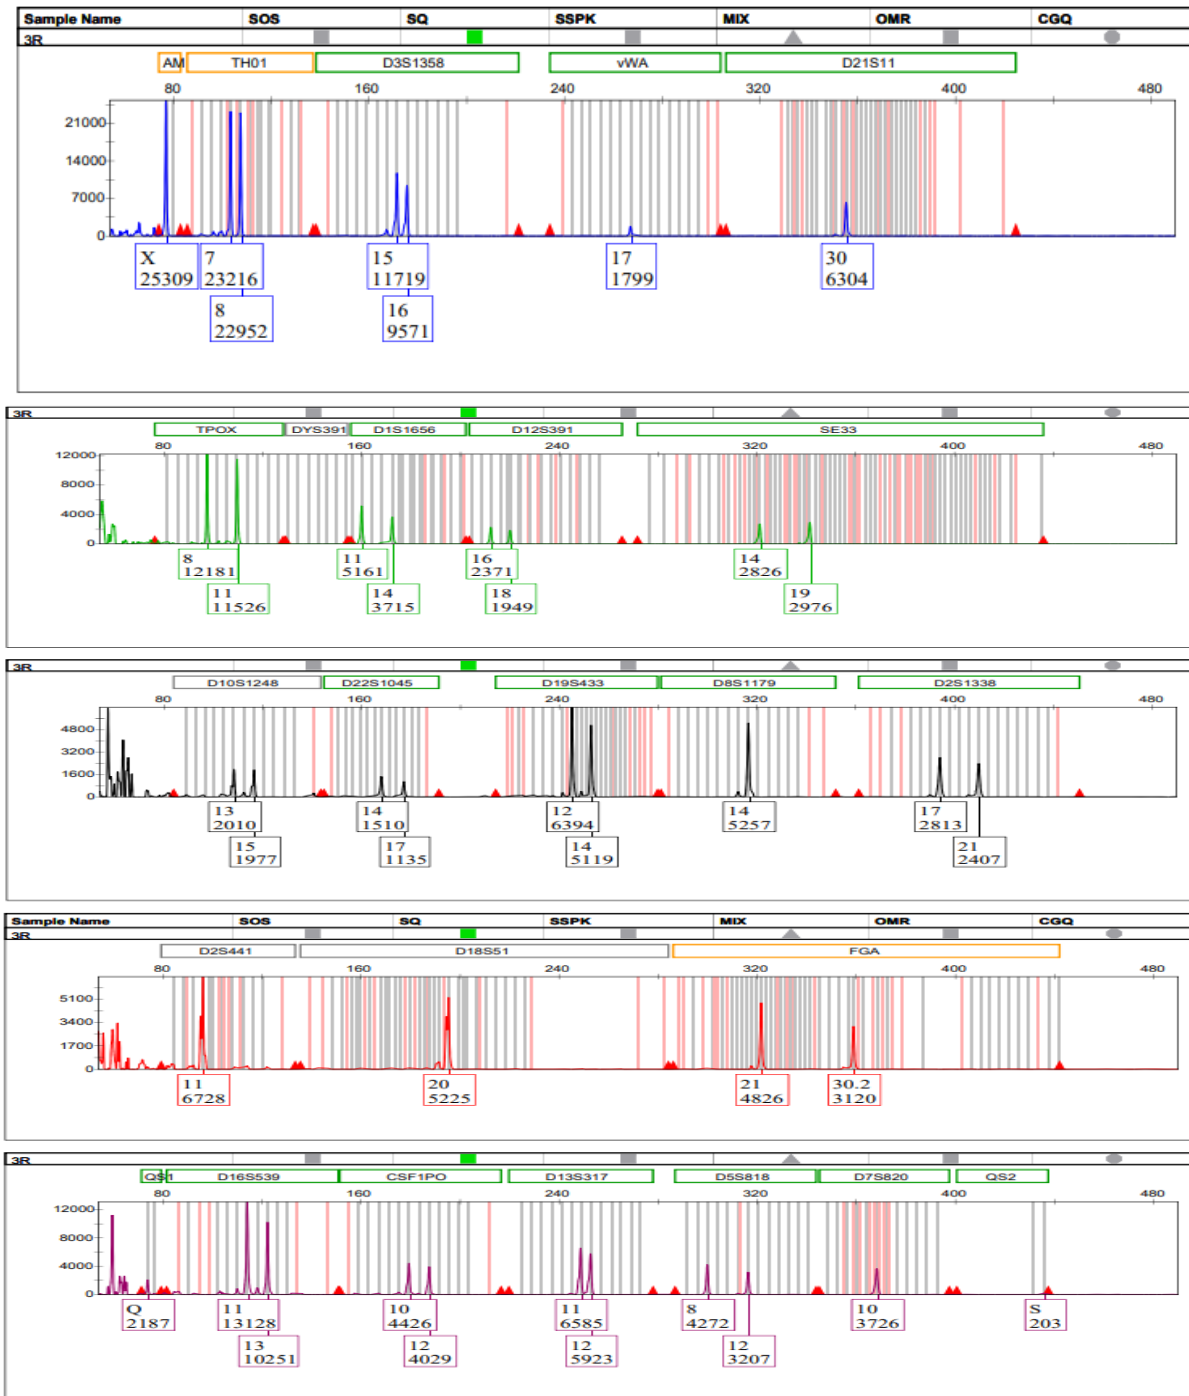 Sample Name SOS SQ SSPK MIX OMR CGQ
3R
AM TH01 D3S1358 vWA D21S11
80 160 240 320 400 480
21000
14000
7000
0
X 7 15 17 30
25309 23216 11719 1799 6304
8 16
22952 9571
3R
TPOX DYS391 D1S1656 D12S391 SE33
80 160 240 320 400 480
12000
8000
4000
0
8 11 16 14
12181 5161 2371 2826
11 14 18 19
11526 3715 1949 2976
3R
D10S1248 D22S1045 D19S433 D8S1179 D2S1338
80 160 240 320 400 480
4800
3200
1600
0
13 14 12 14 17
2010 1510 6394 5257 2813
15 17 14 21
1977 1135 5119 2407
Sample Name SOS SQ SSPK MIX OMR CGQ
3R
D2S441 D18S51 FGA
80 160 240 320 400 480
5100
3400
1700
0
11 20 21 30.2
6728 5225 4826 3120
3R
QS1 D16S539 CSF1PO D13S317 D5S818 D7S820 QS2
80 160 240 320 400 480
12000
8000
4000
0
Q 11 10 11 8 10 S
2187 13128 4426 6585 4272 3726 203
13 12 12 12
10251 4029 5923 3207